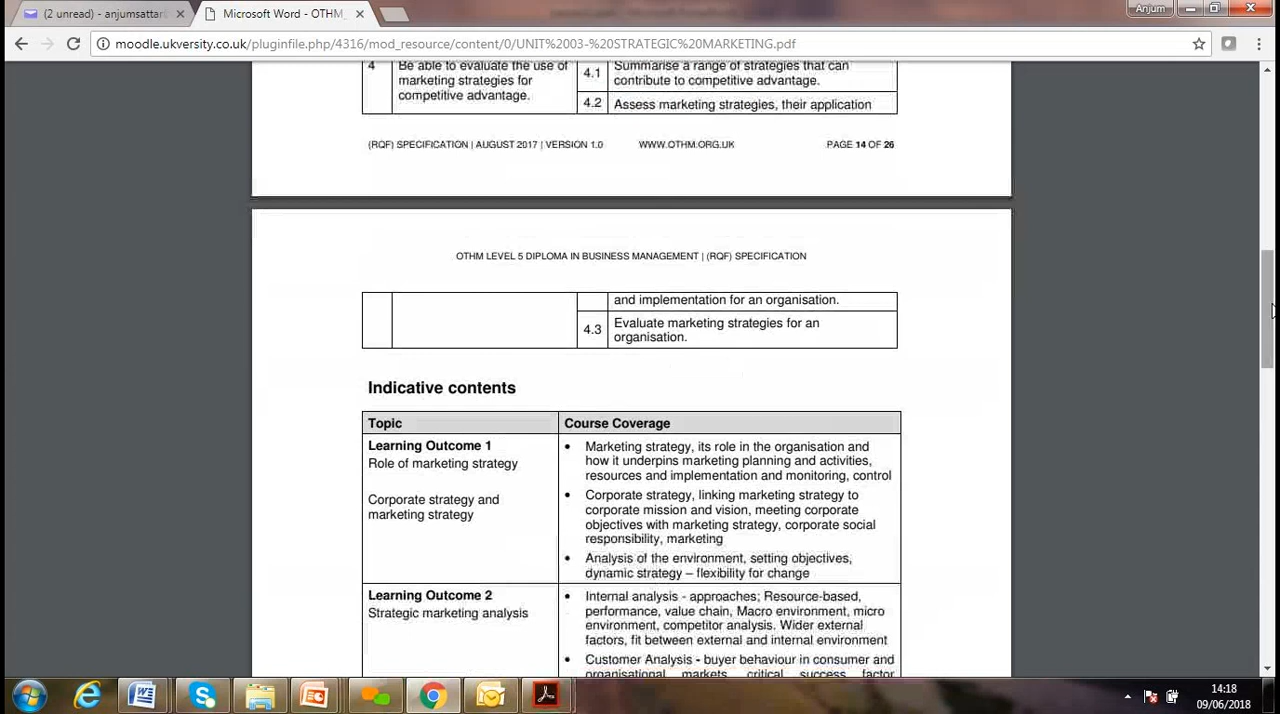 (2 unread) - anjumsattar
Microsoft Word - OTHM_
Anjum
moodle.ukversity.co.uk/pluginfile.php/4316/mod_resource/content/0/UNIT%2003-%20STRATEGIC%20MARKETING.pdf
4 Be able to evaluate the use of
marketing strategies for
competitive advantage.
4.1 Summarise a range of strategies that can
contribute to competitive advantage.
4.2 Assess marketing strategies, their application
(RQF) SPECIFICATION | AUGUST 2017 | VERSION 1.0 WWW.OTHM.ORG.UK PAGE 14 OF 26
OTHM LEVEL 5 DIPLOMA IN BUSINESS MANAGEMENT | (RQF) SPECIFICATION
and implementation for an organisation.
4.3 Evaluate marketing strategies for an
organisation.
Indicative contents
Topic Course Coverage
Learning Outcome 1
Role of marketing strategy
Corporate strategy and
marketing strategy
• Marketing strategy, its role in the organisation and
how it underpins marketing planning and activities,
resources and implementation and monitoring, control
• Corporate strategy, linking marketing strategy to
corporate mission and vision, meeting corporate
objectives with marketing strategy, corporate social
responsibility, marketing
• Analysis of the environment, setting objectives,
dynamic strategy – flexibility for change
Learning Outcome 2
Strategic marketing analysis
• Internal analysis - approaches; Resource-based,
performance, value chain, Macro environment, micro
environment, competitor analysis. Wider external
factors, fit between external and internal environment
• Customer Analysis - buyer behaviour in consumer and
organisational markets, critical success factor
14:18
09/06/2018